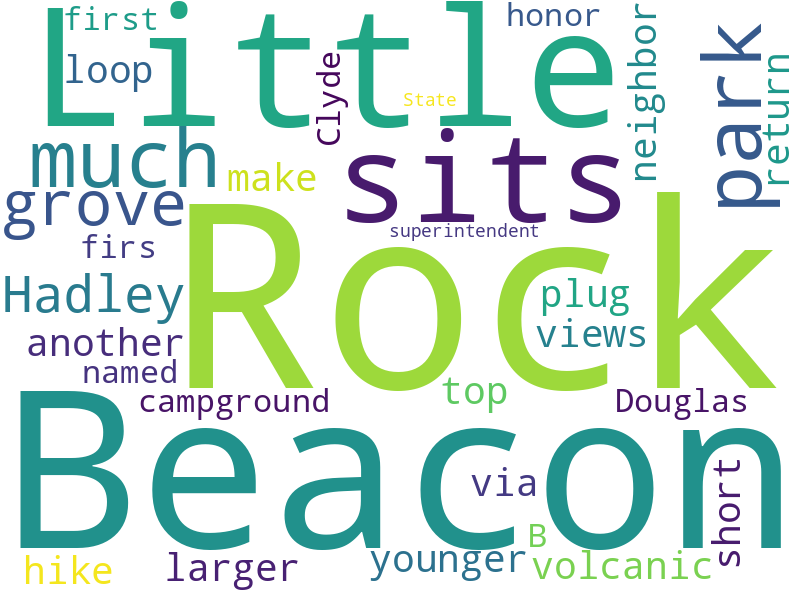 first
honor
Little
neighbor
park
return
loop
Clyde
State
much
sits
make
grove
superintendent
firs
Rock
Hadley
plug
views
another
named
campground
top
Douglas
Beacon
via
short
B
hike
larger
younger
volcanic